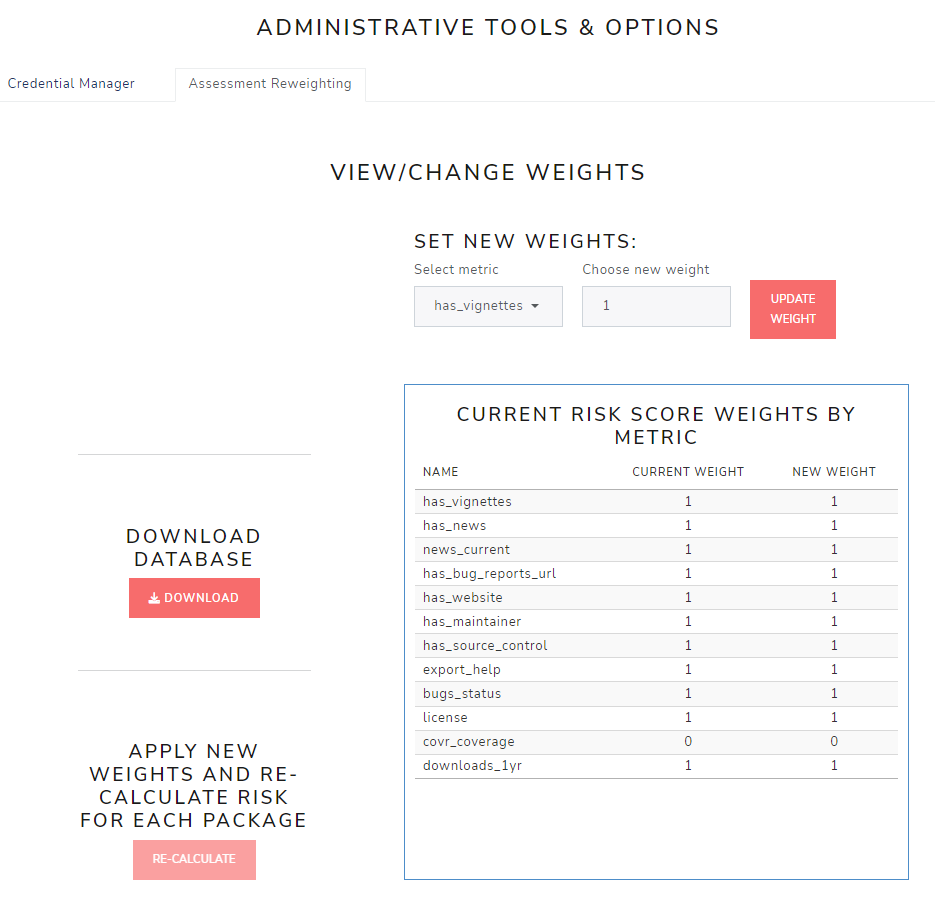 ADMINISTRATIVE TOOLS & OPTIONS
Credential Manager
Assessment Reweighting
VIEW/CHANGE WEIGHTS
SET NEW WEIGHTS:
Select metric
Choose new weight
has_vignettes
1
UPDATE
WEIGHT
DOWNLOAD
DATABASE
DOWNLOAD
APPLY NEW
WEIGHTS AND RE-
CALCULATE RISK
FOR EACH PACKAGE
RE-CALCULATE
CURRENT RISK SCORE WEIGHTS BY
METRIC
NAME CURRENT WEIGHT NEW WEIGHT
has_vignettes 1 1
has_news 1 1
news_current 1 1
has_bug_reports_url 1 1
has_website 1 1
has_maintainer 1 1
has_source_control 1 1
export_help 1 1
bugs_status 1 1
license 1 1
covr_coverage 0 0
downloads_1yr 1 1